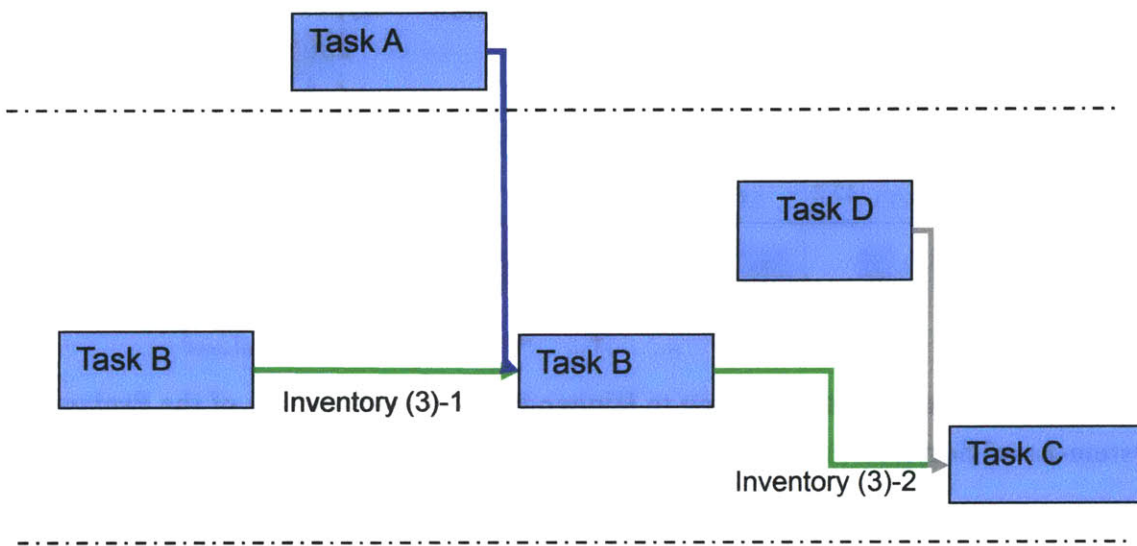 Task A
Task D
Task B
Task B
Inventory (3)-1
Task C
Inventory (3)-2